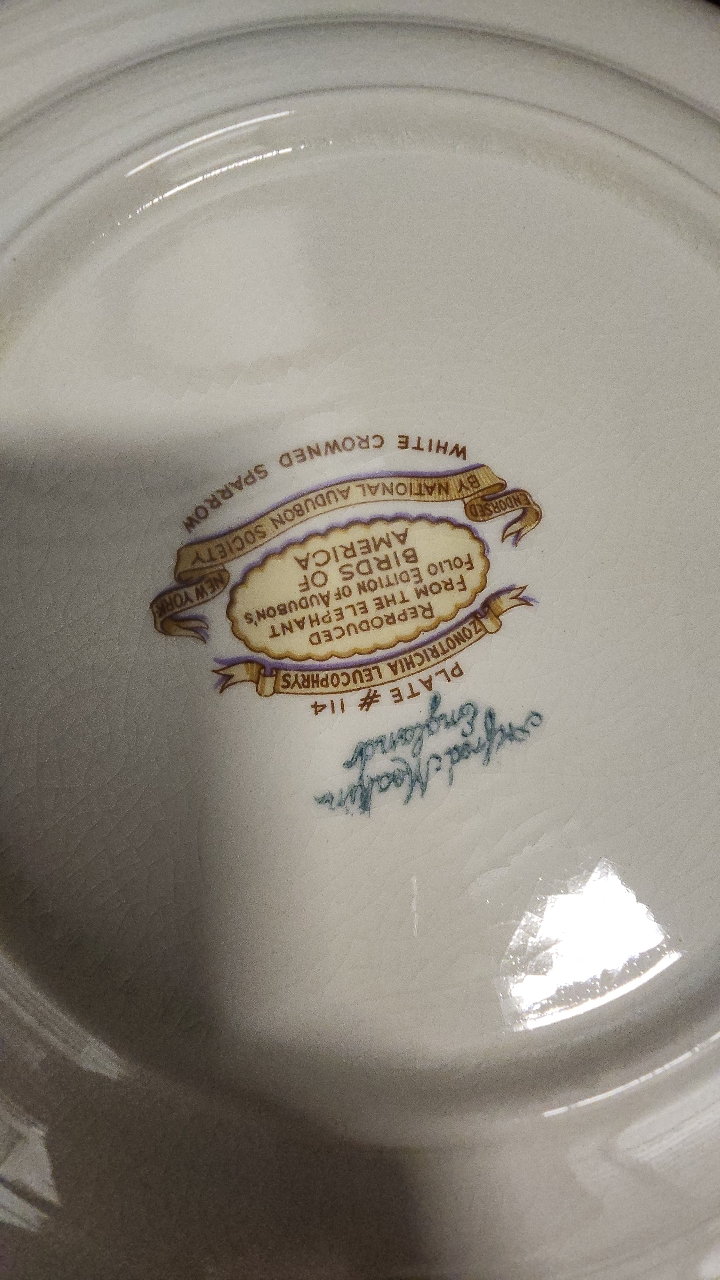 Alfred Meakin
England
PLATE # 114
ZONOTRICHIA LEUCOPHRYS
REPRODUCED
FROM THE ELEPHANT
FOLIO EDITION OF AUDUBON'S
BIRDS OF
AMERICA
ENDORSED
BY NATIONAL AUDUBON SOCIETY
NEW YORK
WHITE CROWNED SPARROW